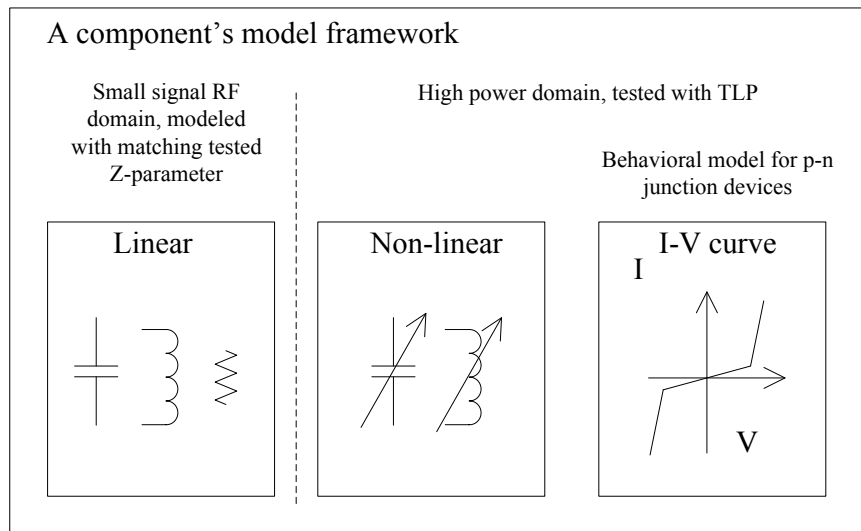 A component's model framework
Small signal RF
domain, modeled
with matching tested
Z-parameter
High power domain, tested with TLP
Behavioral model for p-n
junction devices
Linear
Non-linear
I-V curve
I
V